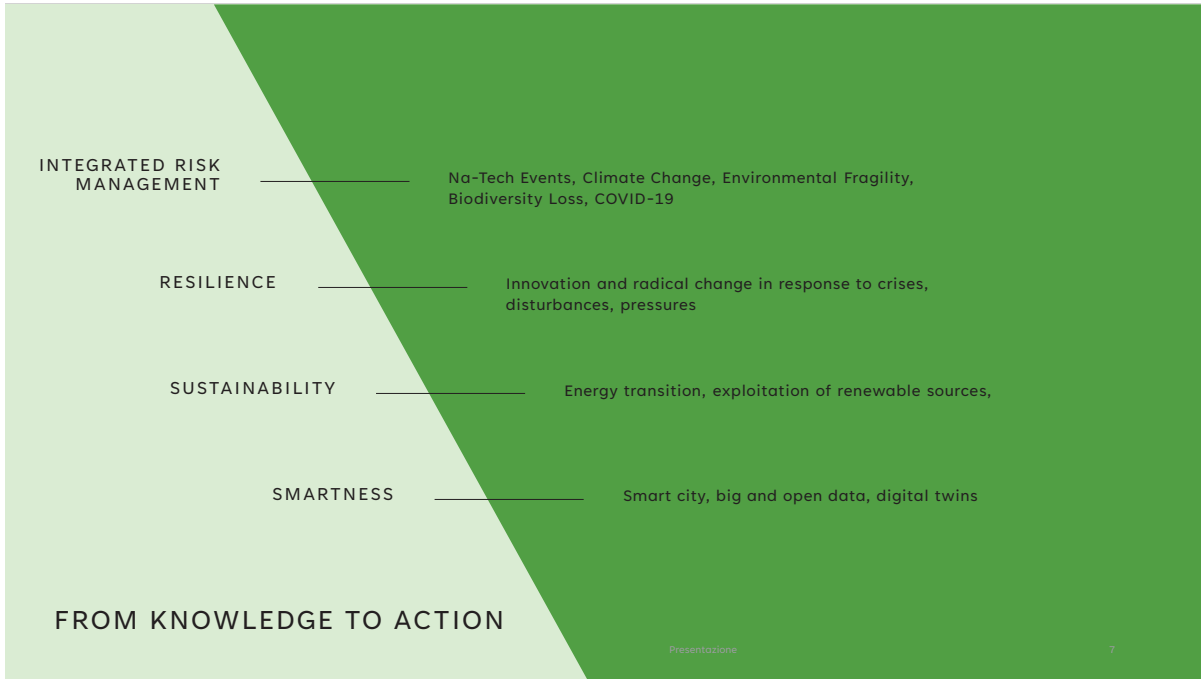 INTEGRATED RISK
MANAGEMENT
Na-Tech Events, Climate Change, Environmental Fragility,
Biodiversity Loss, COVID-19
RESILIENCE
Innovation and radical change in response to crises,
disturbances, pressures
SUSTAINABILITY
Energy transition, exploitation of renewable sources,
SMARTNESS
Smart city, big and open data, digital twins
FROM KNOWLEDGE TO ACTION
Presentazione
7